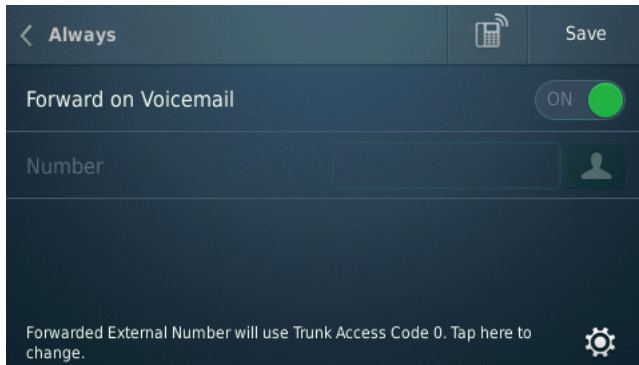 Always
Save
Forward on Voicemail
ON
Number
Forwarded External Number will use Trunk Access Code 0. Tap here to
change.